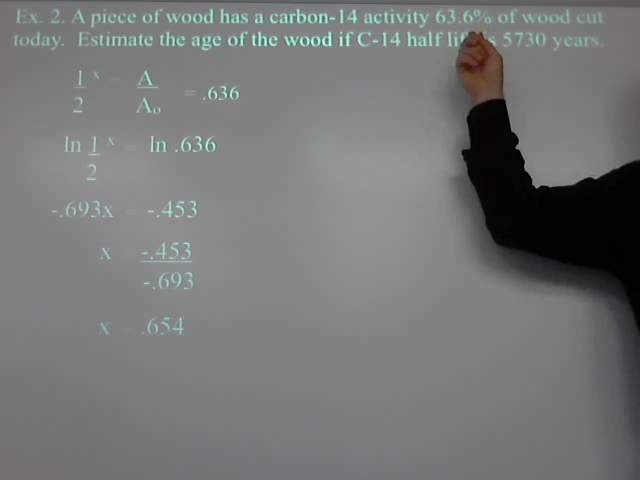 Ex. 2. A piece of wood has a carbon-14 activity 63.6% of wood cut
today. Estimate the age of the wood if C-14 half 5730 years.
1 x = A
2 Ao = .636
ln 1 x = ln .636
2
-.693x = -.453
x -.453
-.693
x = .654